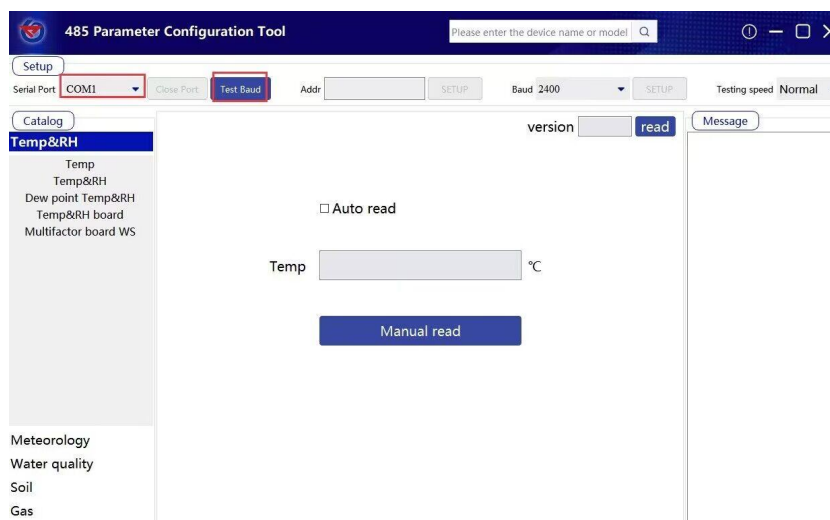 485 Parameter Configuration Tool
Please enter the device name or model
Setup
Serial Port COM1 Close Port Test Baud Addr SETUP Baud 2400 SETUP Testing speed Normal
Catalog
version read
Message
Temp&RH
Temp
Temp&RH
Dew point Temp&RH
Temp&RH board
Multifactor board WS
Auto read
Temp ℃
Manual read
Meteorology
Water quality
Soil
Gas